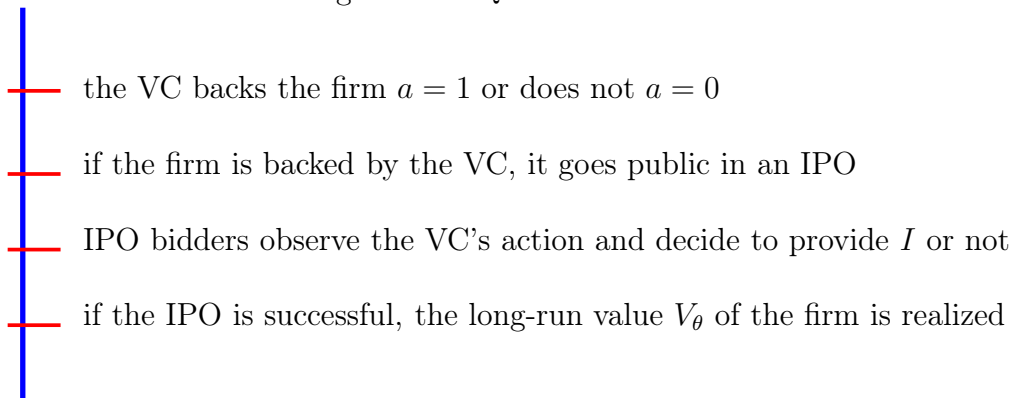 the VC backs the firm a = 1 or does not a = 0
if the firm is backed by the VC, it goes public in an IPO
IPO bidders observe the VC's action and decide to provide I or not
if the IPO is successful, the long-run value V_θ of the firm is realized